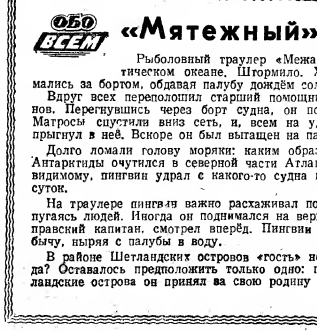 ОБО
ВСЕМ
«Мятежный»
Рыболовный траулер «Межа
тическом океане. Штормило.
мались за бортом, обдавая палубу дождём сол
Вдруг всех переполошил старший помощни
нов. Перегнувшись через борт судна, он по
Матросы спустили вниз сеть, и, всем на уд
прыгнул в неё. Вскоре он был вытащен на па
Долго ломали голову моряки: каким обра
Антарктиды очутился в северной части Атла
видимому, пингвин удрал с какого-то судна
суток.
На траулере пингвин важно расхаживал по
пугаясь людей. Иногда он поднимался на вер
правский капитан, смотрел вперёд. Пингвин
бычу, ныряя с палубы в воду.
В районе Шетландских островов «гость» не
да? Оставалось предположить только одно: п
ландские острова он принял за свою родину